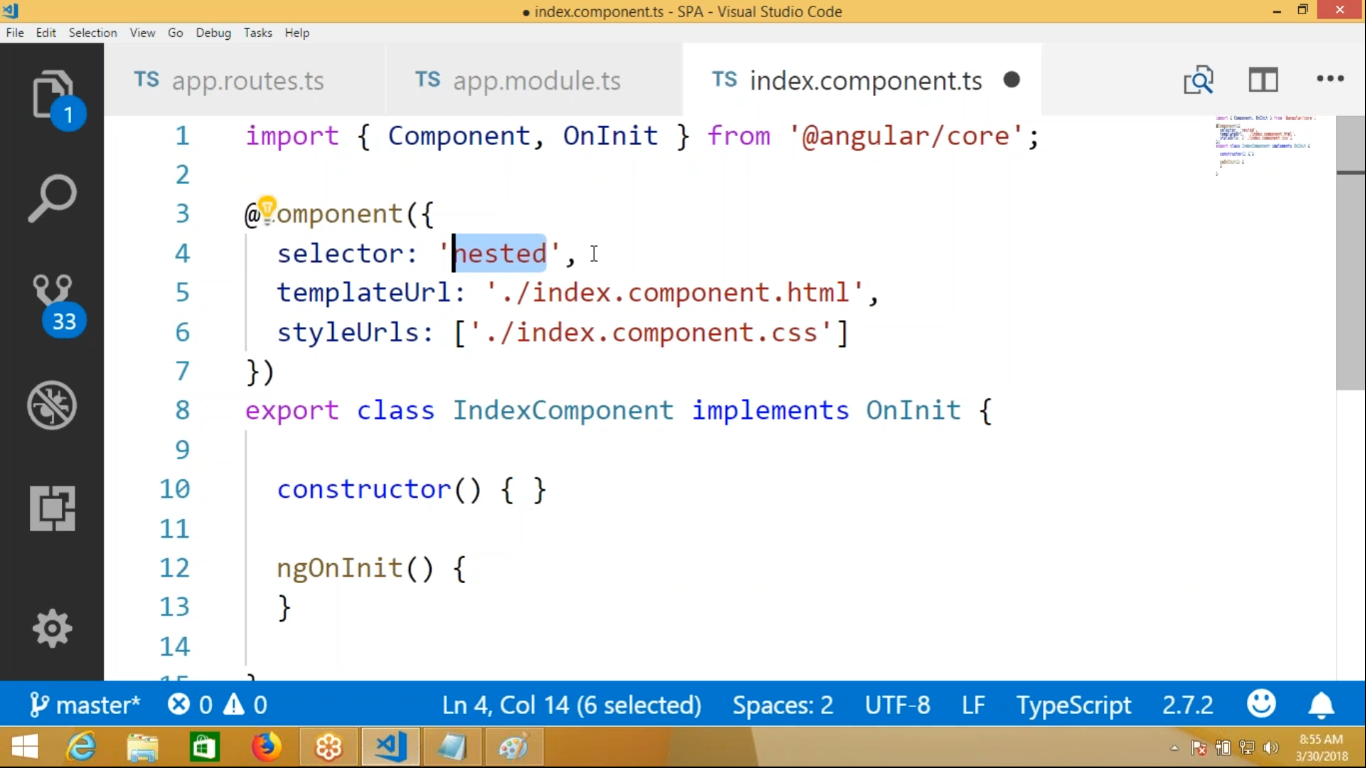 ● index.component.ts - SPA - Visual Studio Code
File Edit Selection View Go Debug Tasks Help
TS app.routes.ts TS app.module.ts TS index.component.ts ●
1 import { Component, OnInit } from '@angular/core';
2
3 @Component({
4 selector: 'nested',
5 templateUrl: './index.component.html',
6 styleUrls: ['./index.component.css']
7 })
8 export class IndexComponent implements OnInit {
9
10 constructor() { }
11
12 ngOnInit() {
13 }
14
1
33
master* 0 0 Ln 4, Col 14 (6 selected) Spaces: 2 UTF-8 LF TypeScript 2.7.2
8:55 AM
3/30/2018